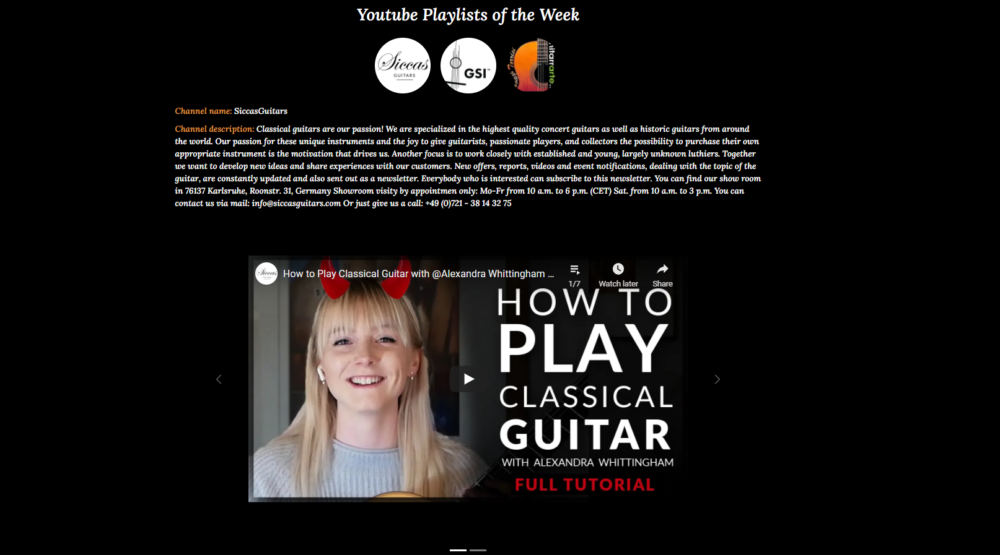 Youtube Playlists of the Week
Siccas
GUITARS
GSI™
Channel name: SiccasGuitars
Channel description: Classical guitars are our passion! We are specialized in the highest quality concert guitars as well as historic guitars from around
the world. Our passion for these unique instruments and the joy to give guitarists, passionate players, and collectors the possibility to purchase their own
appropriate instrument is the motivation that drives us. Another focus is to work closely with established and young, largely unknown luthiers. Together
we want to develop new ideas and share experiences with our customers. New offers, reports, videos and event notifications, dealing with the topic of the
guitar, are constantly updated and also sent out as a newsletter. Everybody who is interested can subscribe to this newsletter. You can find our show room
in 76137 Karlsruhe, Roonstr. 31, Germany Showroom visity by appointmen only: Mo-Fr from 10 a.m. to 6 p.m. (CET) Sat. from 10 a.m. to 3 p.m. You can
contact us via mail: info@siccasguitars.com Or just give us a call: +49 (0)721 - 38 14 32 75
Siccas
How to Play Classical Guitar with @Alexandra Whittingham ...
1/7
Watch later
Share
HOW TO
PLAY
CLASSICAL
GUITAR
WITH ALEXANDRA WHITTINGHAM
FULL TUTORIAL